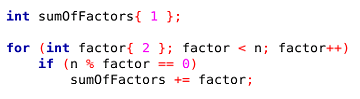 int sumOfFactors{ 1 };
for (int factor{ 2 }; factor < n; factor++)
if (n % factor == 0)
sumOfFactors += factor;